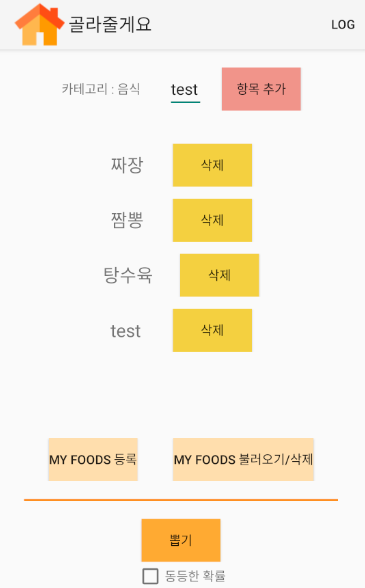 골라줄게요 LOG
카테고리 : 음식 test 항목 추가
짜장 삭제
짬뽕 삭제
탕수육 삭제
test 삭제
MY FOODS 등록 MY FOODS 불러오기/삭제
뽑기
동등한 확률